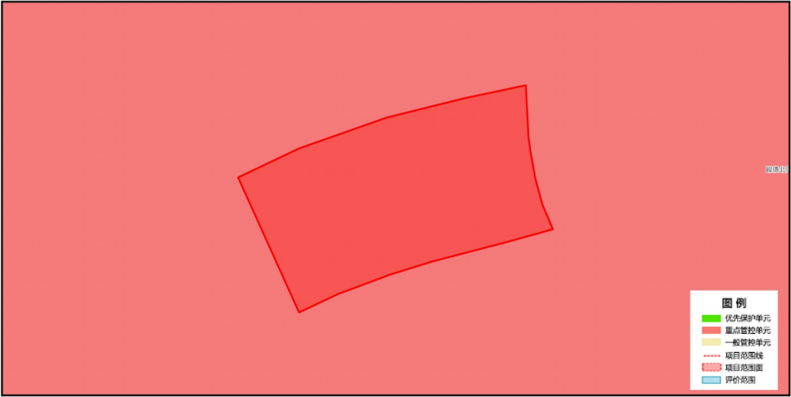 图 例
优先保护单元
重点管控单元
一般管控单元
项目范围线
项目范围面
评价范围